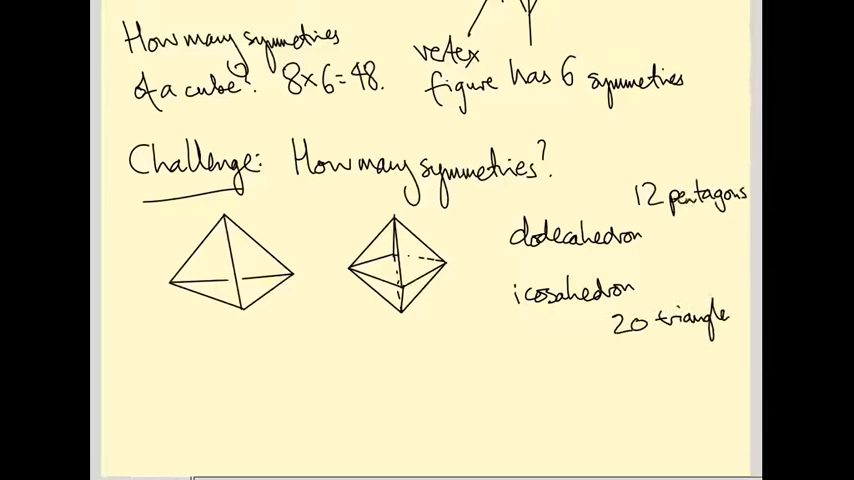 How many symmetries
of a cube? 8×6=48.
vertex
figure has 6 symmetries
Challenge: How many symmetries?
12 pentagons
dodecahedron
icosahedron
20 triangle